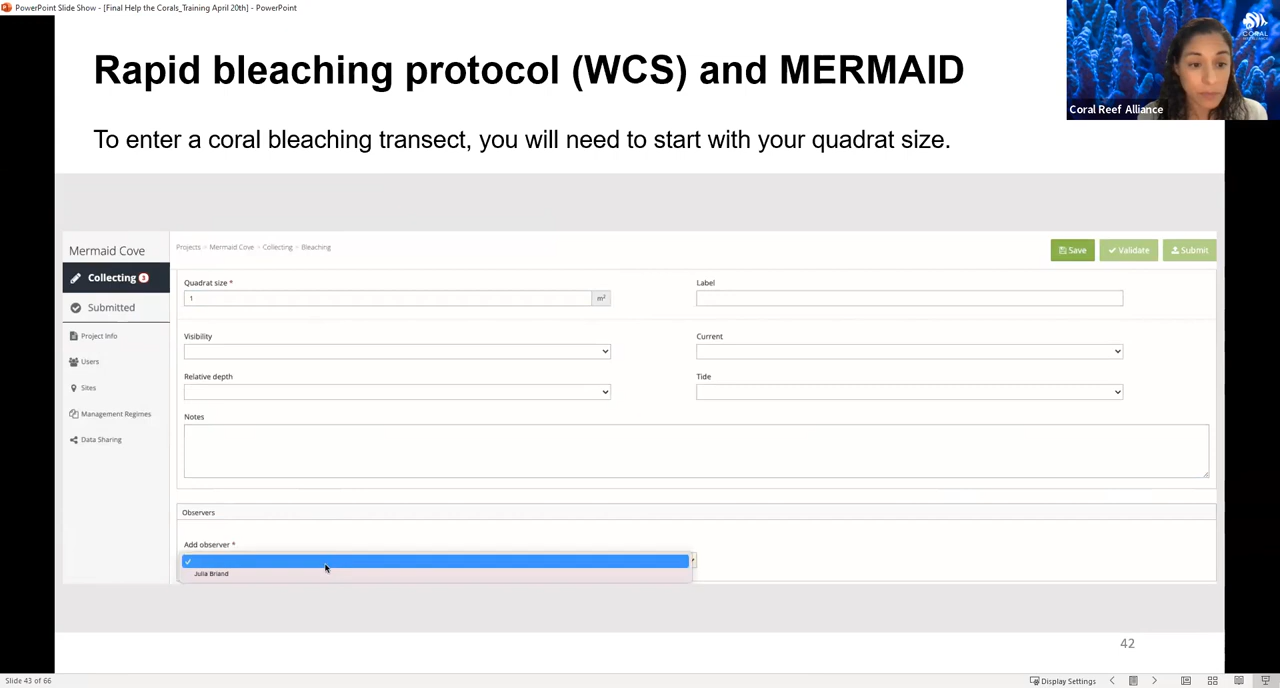 PowerPoint Slide Show - [Final Help the Corals_Training April 20th] - PowerPoint
Rapid bleaching protocol (WCS) and MERMAID
CORAL
Coral Reef Alliance
To enter a coral bleaching transect, you will need to start with your quadrat size.
Mermaid Cove
Projects > Mermaid Cove > Collecting > Bleaching
Save
Validate
Submit
Collecting 3
Submitted
Project Info
Users
Sites
Management Regimes
Data Sharing
Quadrat size *
1 m²
Label
Visibility
Current
Relative depth
Tide
Notes
Observers
Add observer *
Julia Briand
42
Slide 43 of 66
Display Settings